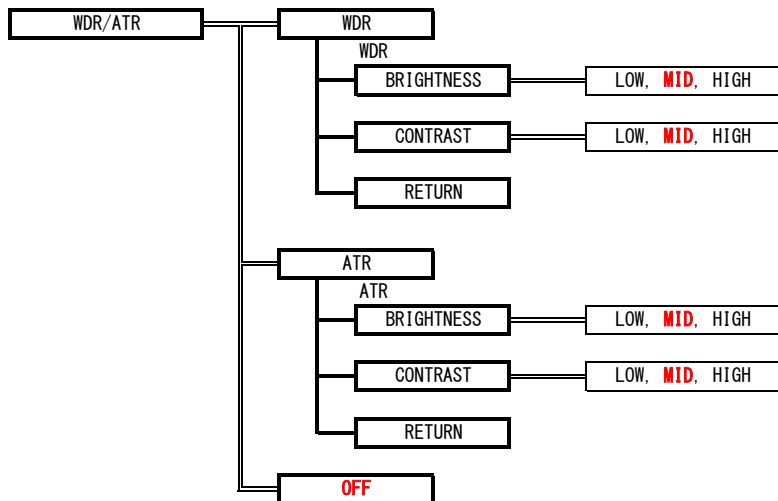 WDR/ATR
WDR
WDR
BRIGHTNESS
LOW, MID, HIGH
CONTRAST
LOW, MID, HIGH
RETURN
ATR
ATR
BRIGHTNESS
LOW, MID, HIGH
CONTRAST
LOW, MID, HIGH
RETURN
OFF